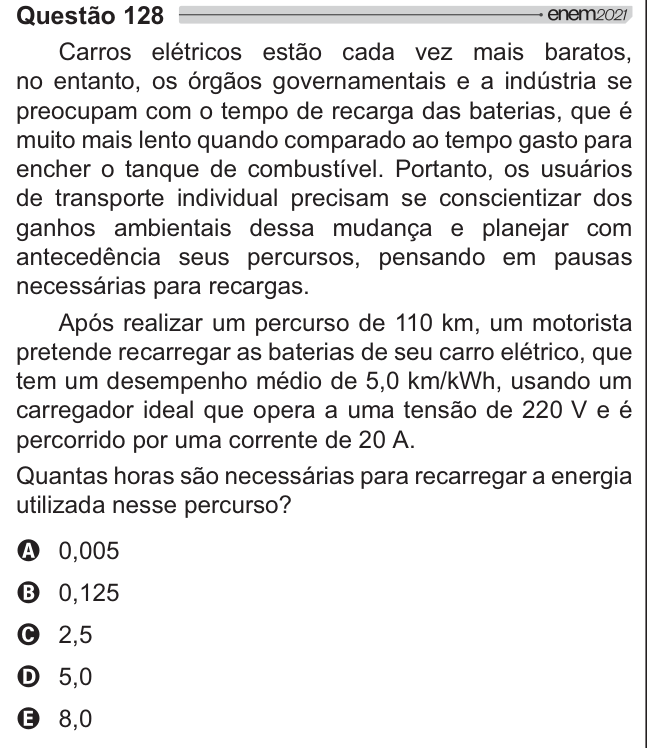 Questão 128
enem2021
Carros elétricos estão cada vez mais baratos,
no entanto, os órgãos governamentais e a indústria se
preocupam com o tempo de recarga das baterias, que é
muito mais lento quando comparado ao tempo gasto para
encher o tanque de combustível. Portanto, os usuários
de transporte individual precisam se conscientizar dos
ganhos ambientais dessa mudança e planejar com
antecedência seus percursos, pensando em pausas
necessárias para recargas.
Após realizar um percurso de 110 km, um motorista
pretende recarregar as baterias de seu carro elétrico, que
tem um desempenho médio de 5,0 km/kWh, usando um
carregador ideal que opera a uma tensão de 220 V e é
percorrido por uma corrente de 20 A.
Quantas horas são necessárias para recarregar a energia
utilizada nesse percurso?
A 0,005
B 0,125
C 2,5
D 5,0
E 8,0